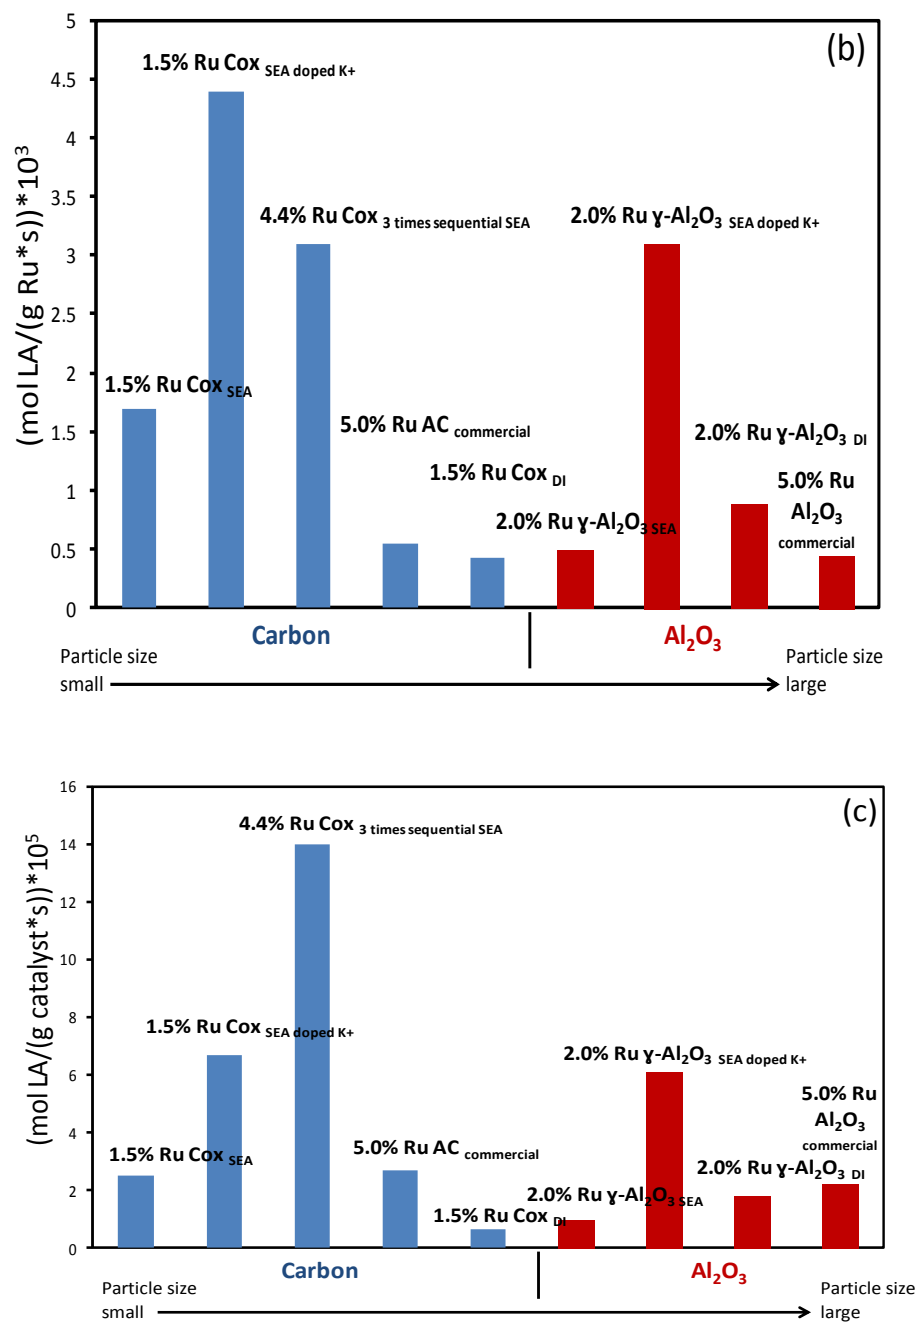 5
(b)
1.5% Ru Cox SEA doped K+
4.5
4
3.5
4.4% Ru Cox 3 times sequential SEA
2.0% Ru ɣ-Al₂O₃ SEA doped K+
3
2.5
2
1.5% Ru Cox SEA
5.0% Ru AC commercial
2.0% Ru ɣ-Al₂O₃ DI
1.5
1.5% Ru Cox DI
5.0% Ru
Al₂O₃
commercial
1
2.0% Ru ɣ-Al₂O₃ SEA
0.5
0
(mol LA/(g Ru*s))*10³
Carbon
Al₂O₃
Particle size
small
Particle size
large
16
(c)
4.4% Ru Cox 3 times sequential SEA
14
12
10
8
1.5% Ru Cox SEA doped K+
2.0% Ru ɣ-Al₂O₃ SEA doped K+
6
5.0% Ru
Al₂O₃
commercial
4
5.0% Ru AC commercial
1.5% Ru Cox SEA
2.0% Ru ɣ-Al₂O₃ DI
2
2.0% Ru ɣ-Al₂O₃ SEA
1.5% Ru Cox DI
0
(mol LA/(g catalyst*s))*10⁵
Carbon
Al₂O₃
Particle size
small
Particle size
large